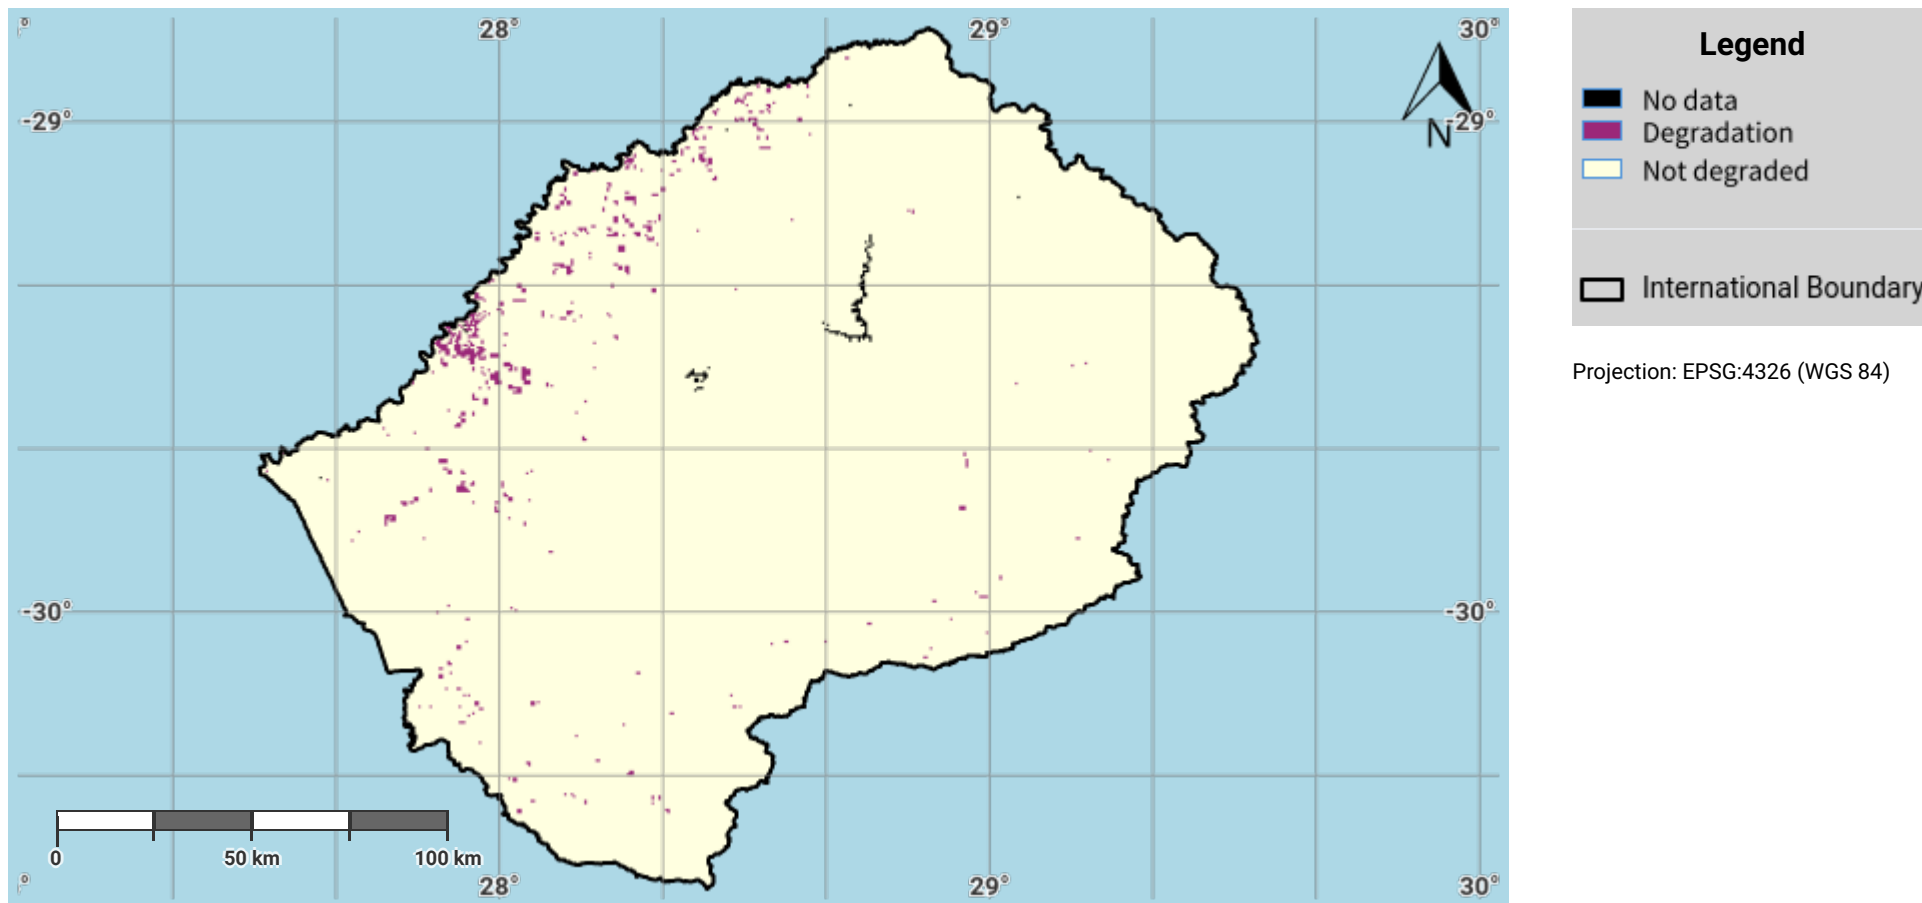 28°
29°
30°
-29°
-29°
N
-30°
-30°
0
50 km
100 km
28°
29°
30°
Legend
No data
Degradation
Not degraded
International Boundary
Projection: EPSG:4326 (WGS 84)